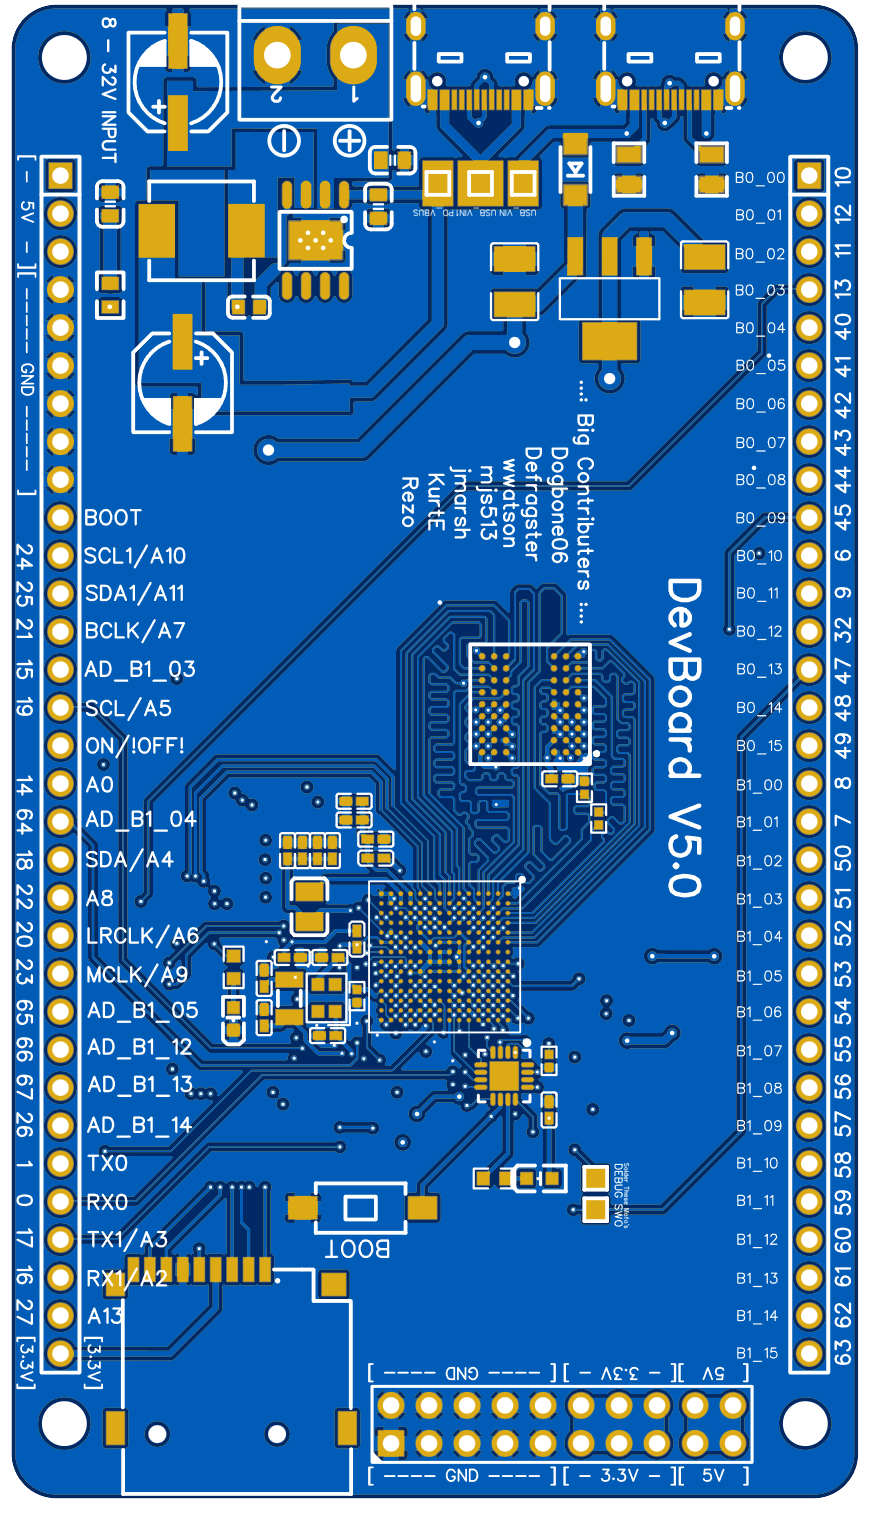 8 - 32V INPUT
2 1
USB VIN
VIN USB
VIN1 PD
VBUS
[ - 5V - ][ ------ GND ------ ]
BOOT
24 SCL1/A10
25 SDA1/A11
21 BCLK/A7
15 AD_B1_03
19 SCL/A5
ON/!OFF!
14 A0
64 AD_B1_04
18 SDA/A4
22 A8
20 LRCLK/A6
23 MCLK/A9
65 AD_B1_05
66 AD_B1_12
67 AD_B1_13
26 AD_B1_14
1 TX0
0 RX0
17 TX1/A3
16 RX1/A2
27 A13
[3.3V] [3.3V]
B0_00 10
B0_01 12
B0_02 11
B0_03 13
B0_04 40
B0_05 41
B0_06 42
B0_07 43
B0_08 44
B0_09 45
B0_10 6
B0_11 9
B0_12 32
B0_13 47
B0_14 48
B0_15 49
B1_00 8
B1_01 7
B1_02 50
B1_03 51
B1_04 52
B1_05 53
B1_06 54
B1_07 55
B1_08 56
B1_09 57
B1_10 58
B1_11 59
B1_12 60
B1_13 61
B1_14 62
B1_15 63
....: Big Contributers :....
Dogbone06
Defragster
wwatson
mjs513
jmarsh
KurtE
Rezo
DevBoard V5.0
Solder These Mofo's
DEBUG SWO
BOOT
[ ---- GND ---- ][ - 3.3V - ][ 5V ]
[ ---- GND ---- ][ - 3.3V - ][ 5V ]